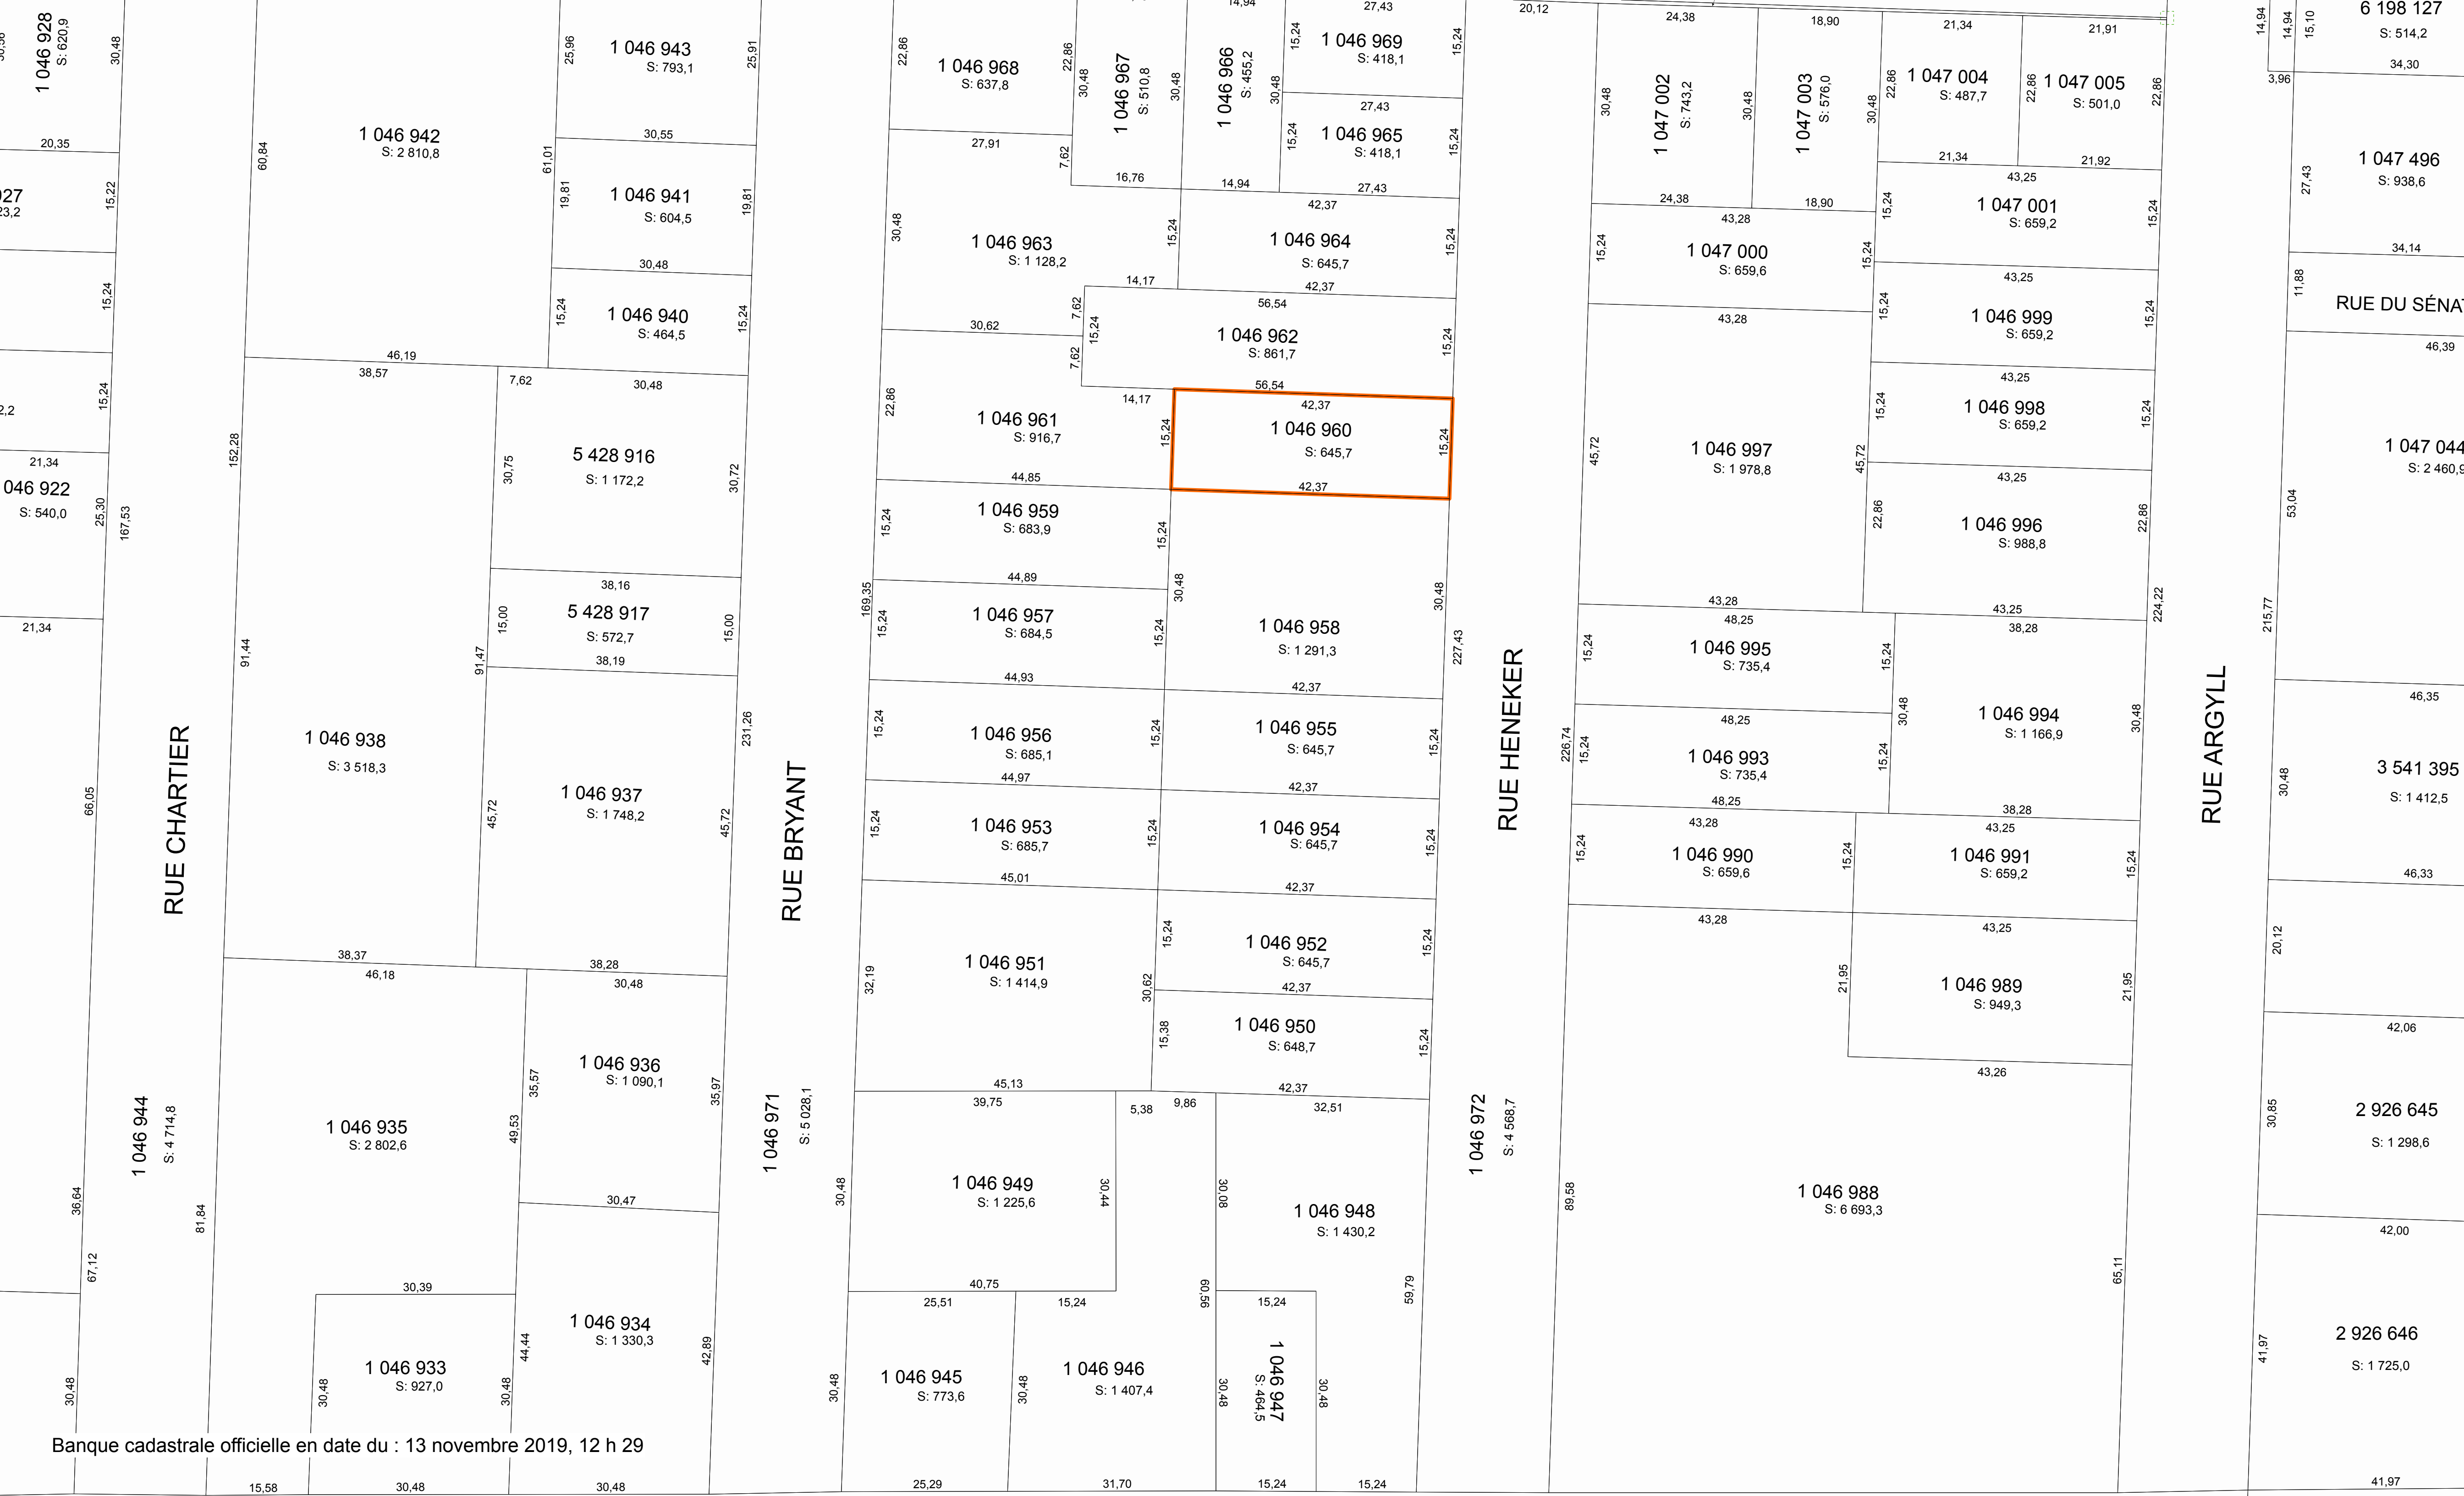 1 046 928
S: 620,9
30,48
20,35
15,22
15,24
15,24
21,34
046 922
S: 540,0
25,30
167,53
21,34
66,05
36,64
67,12
30,48
RUE CHARTIER
1 046 944
S: 4 714,8
60,84
1 046 942
S: 2 810,8
61,01
46,19
25,96
1 046 943
S: 793,1
25,91
30,55
19,81
1 046 941
S: 604,5
19,81
30,48
15,24
1 046 940
S: 464,5
15,24
38,57
7,62
30,48
152,28
30,75
5 428 916
S: 1 172,2
30,72
38,16
15,00
5 428 917
S: 572,7
15,00
38,19
91,44
91,47
1 046 938
S: 3 518,3
45,72
1 046 937
S: 1 748,2
45,72
231,26
38,37
38,28
46,18
30,48
35,57
1 046 936
S: 1 090,1
35,97
49,53
1 046 935
S: 2 802,6
81,84
30,47
30,39
30,48
1 046 933
S: 927,0
30,48
44,44
1 046 934
S: 1 330,3
42,89
15,58
30,48
30,48
Banque cadastrale officielle en date du : 13 novembre 2019, 12 h 29
RUE BRYANT
1 046 971
S: 5 028,1
22,86
1 046 968
S: 637,8
22,86
27,91
7,62
30,48
1 046 967
S: 510,8
30,48
16,76
14,94
1 046 966
S: 455,2
30,48
14,94
27,43
15,24
1 046 969
S: 418,1
15,24
27,43
15,24
1 046 965
S: 418,1
15,24
27,43
30,48
1 046 963
S: 1 128,2
15,24
14,17
7,62
30,62
42,37
1 046 964
S: 645,7
15,24
42,37
56,54
15,24
1 046 962
S: 861,7
15,24
7,62
56,54
14,17
22,86
1 046 961
S: 916,7
15,24
44,85
42,37
1 046 960
S: 645,7
15,24
42,37
15,24
1 046 959
S: 683,9
15,24
44,89
169,35
15,24
1 046 957
S: 684,5
15,24
44,93
30,48
1 046 958
S: 1 291,3
30,48
42,37
227,43
15,24
1 046 956
S: 685,1
15,24
44,97
1 046 955
S: 645,7
15,24
42,37
15,24
1 046 953
S: 685,7
15,24
45,01
1 046 954
S: 645,7
15,24
42,37
32,19
1 046 951
S: 1 414,9
30,62
45,13
15,24
1 046 952
S: 645,7
15,24
42,37
15,38
1 046 950
S: 648,7
15,24
42,37
39,75
5,38
9,86
32,51
30,48
1 046 949
S: 1 225,6
30,44
40,75
30,08
1 046 948
S: 1 430,2
59,79
60,56
25,51
15,24
15,24
30,48
1 046 945
S: 773,6
30,48
1 046 946
S: 1 407,4
30,48
1 046 947
S: 464,5
30,48
25,29
31,70
15,24
15,24
RUE HENEKER
1 046 972
S: 4 568,7
20,12
24,38
18,90
21,34
21,91
30,48
1 047 002
S: 743,2
30,48
1 047 003
S: 576,0
30,48
22,86
1 047 004
S: 487,7
22,86
1 047 005
S: 501,0
22,86
24,38
18,90
21,34
21,92
43,28
43,25
15,24
1 047 001
S: 659,2
15,24
15,24
1 047 000
S: 659,6
15,24
43,28
43,25
15,24
1 046 999
S: 659,2
15,24
43,25
15,24
1 046 998
S: 659,2
15,24
43,25
45,72
1 046 997
S: 1 978,8
45,72
22,86
1 046 996
S: 988,8
22,86
43,28
43,25
224,22
48,25
38,28
15,24
1 046 995
S: 735,4
15,24
48,25
226,74
15,24
1 046 993
S: 735,4
15,24
48,25
30,48
1 046 994
S: 1 166,9
30,48
38,28
43,28
43,25
15,24
1 046 990
S: 659,6
15,24
1 046 991
S: 659,2
15,24
43,28
43,25
21,95
1 046 989
S: 949,3
21,95
43,26
89,58
1 046 988
S: 6 693,3
65,11
RUE ARGYLL
14,94
14,94
15,10
6 198 127
S: 514,2
34,30
3,96
27,43
1 047 496
S: 938,6
34,14
11,88
RUE DU SÉNA
46,39
1 047 044
S: 2 460,9
53,04
215,77
46,35
30,48
3 541 395
S: 1 412,5
46,33
20,12
42,06
30,85
2 926 645
S: 1 298,6
42,00
41,97
2 926 646
S: 1 725,0
41,97